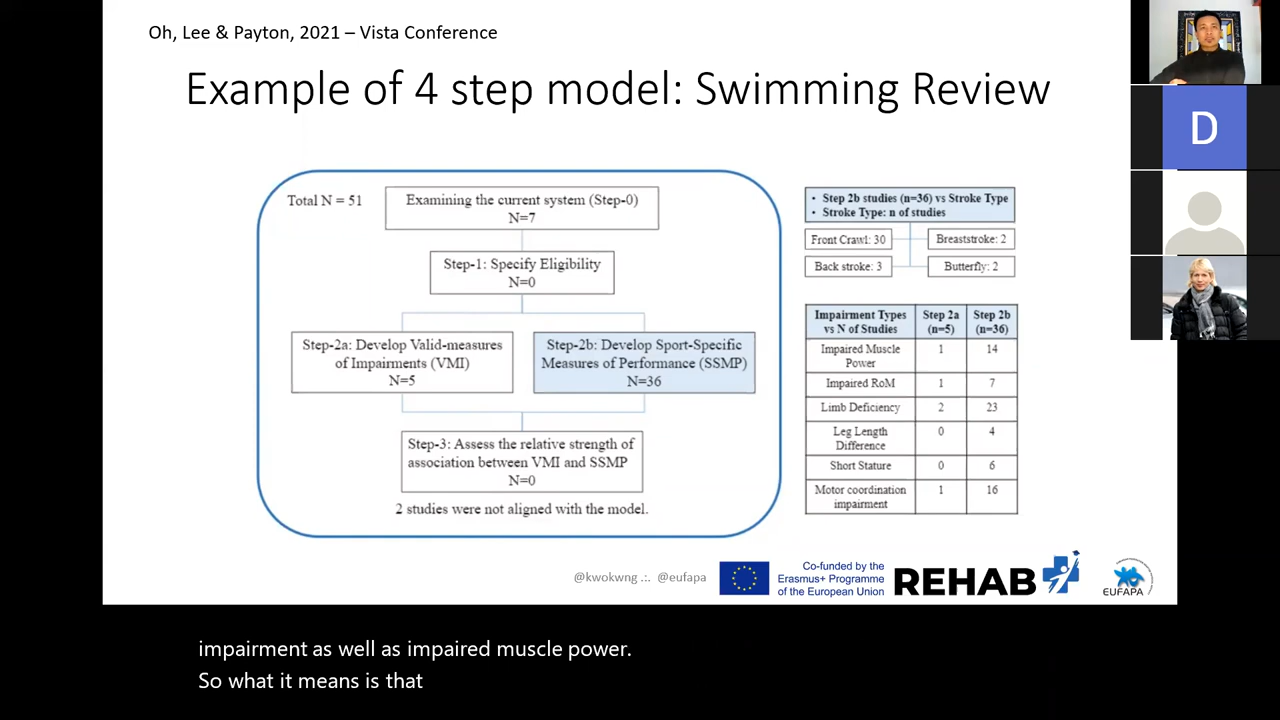 Oh, Lee & Payton, 2021 – Vista Conference
Example of 4 step model: Swimming Review
Total N = 51
Examining the current system (Step-0)
N=7
Step-1: Specify Eligibility
N=0
Step-2a: Develop Valid-measures
of Impairments (VMI)
N=5
Step-2b: Develop Sport-Specific
Measures of Performance (SSMP)
N=36
Step-3: Assess the relative strength of
association between VMI and SSMP
N=0
2 studies were not aligned with the model.
• Step 2b studies (n=36) vs Stroke Type
• Stroke Type: n of studies
Front Crawl: 30
Breaststroke: 2
Back stroke: 3
Butterfly: 2
Impairment Types
vs N of Studies
Step 2a
(n=5)
Step 2b
(n=36)
Impaired Muscle
Power
1
14
Impaired RoM
1
7
Limb Deficiency
2
23
Leg Length
Difference
0
4
Short Stature
0
6
Motor coordination
impairment
1
16
@kwokwng .:. @eufapa
Co-funded by the
Erasmus+ Programme
of the European Union
REHAB
EUFAPA
D
impairment as well as impaired muscle power.
So what it means is that